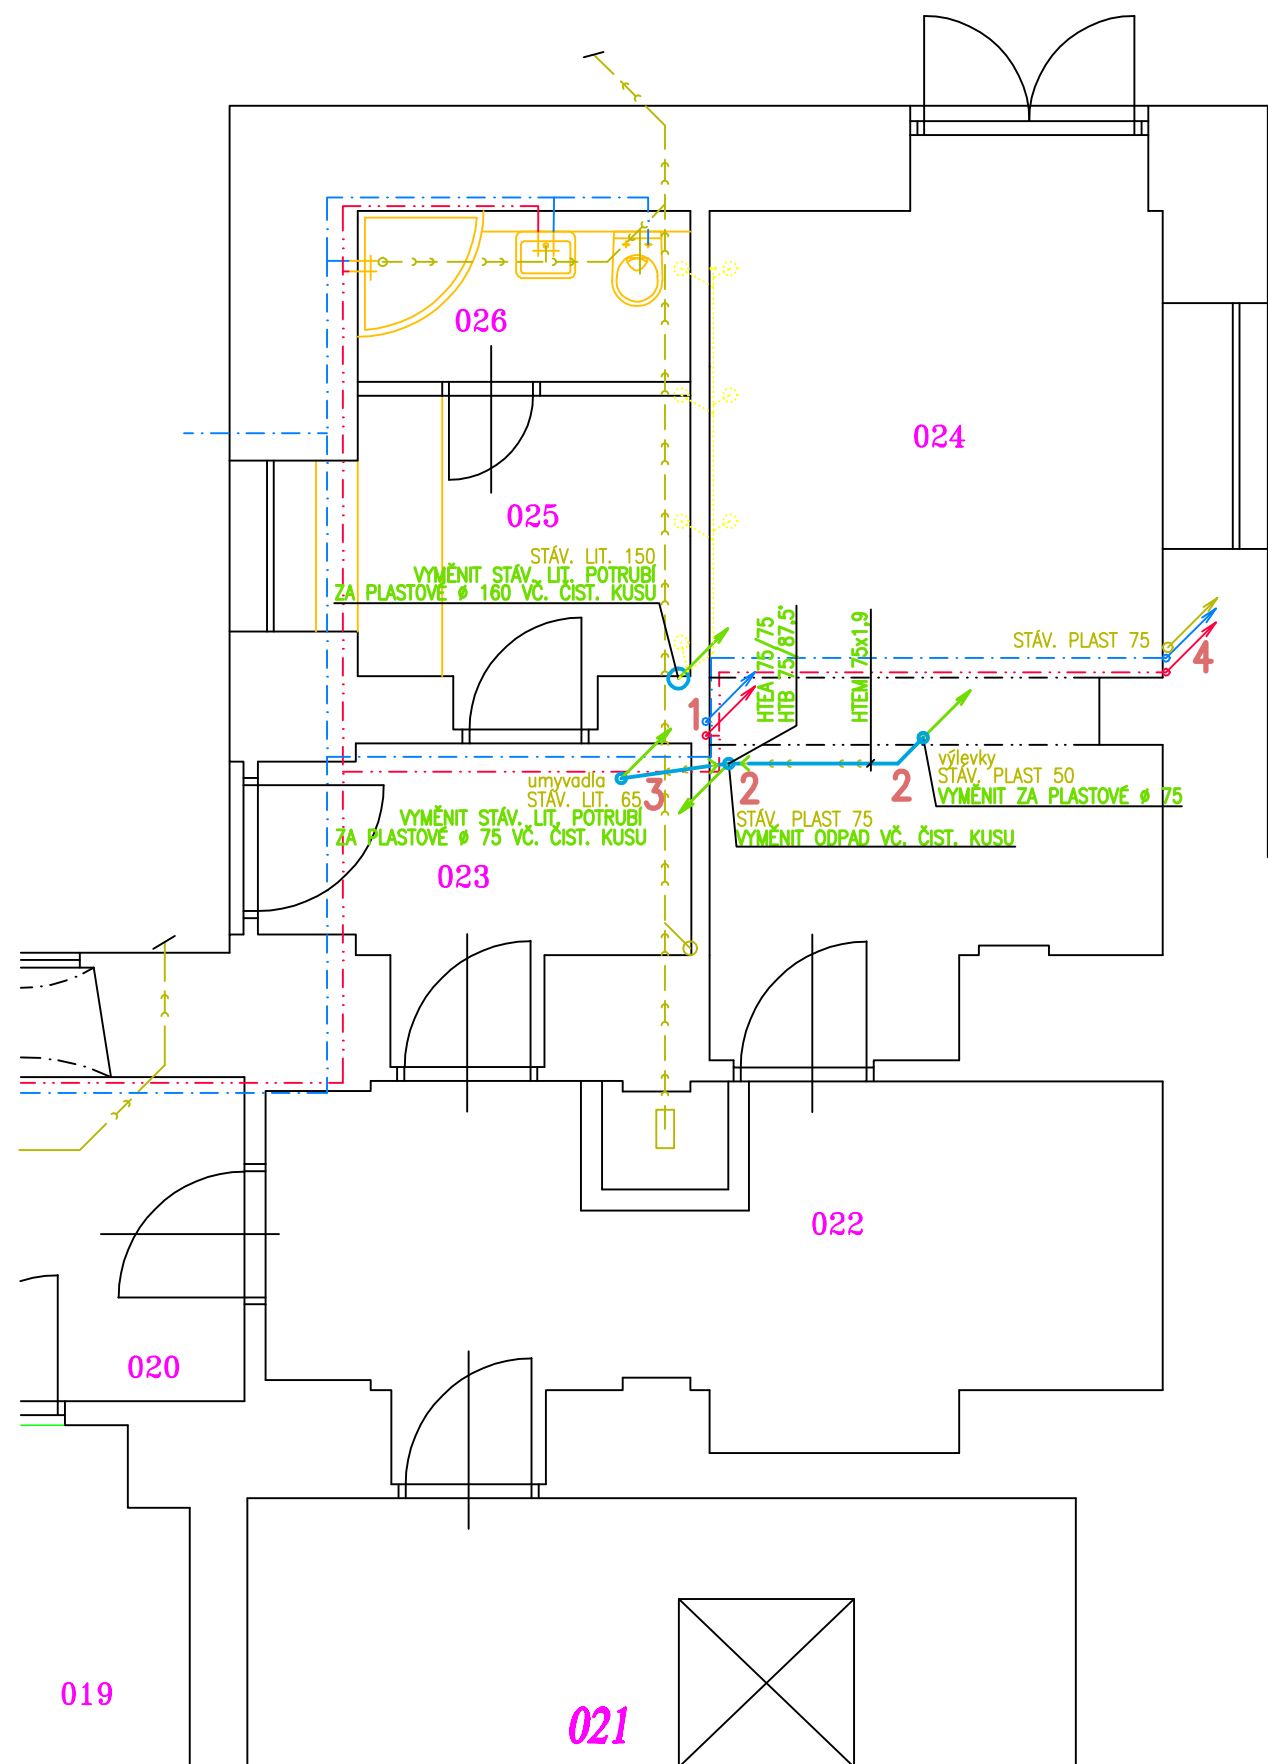 026
024
025
STÁV. LIT. 150
VYMĚNIT STÁV. LIT. POTRUBÍ
ZA PLASTOVÉ ø 160 VČ. ČIST. KUSU
HTEA 75/75
HTB 75/87,5°
HTEM 75x1,9
STÁV. PLAST 75
4
1
umyvadla
STÁV. LIT. 65
3
VYMĚNIT STÁV. LIT. POTRUBÍ
ZA PLASTOVÉ ø 75 VČ. ČIST. KUSU
2
2
výlevky
STÁV. PLAST 50
VYMĚNIT ZA PLASTOVÉ ø 75
STÁV. PLAST 75
VYMĚNIT ODPAD VČ. ČIST. KUSU
023
022
020
019
021